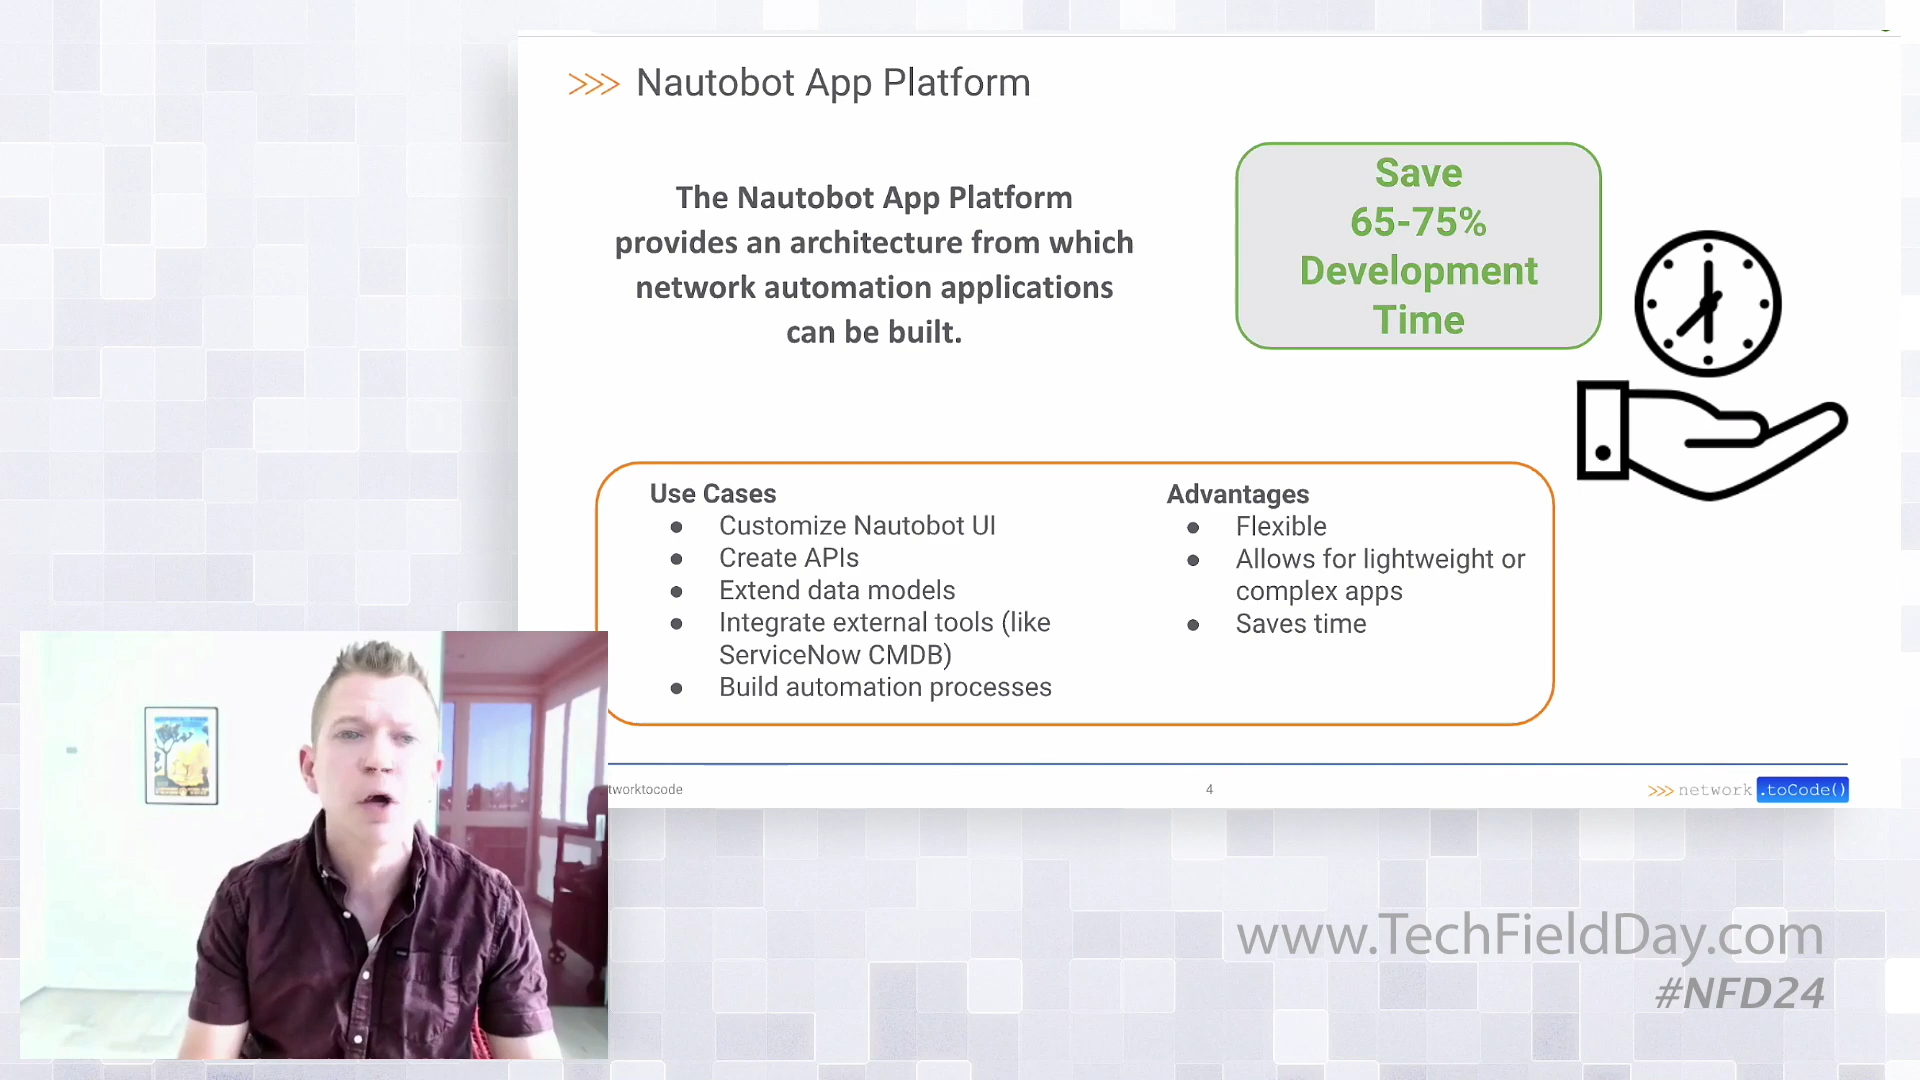 >>> Nautobot App Platform
The Nautobot App Platform
provides an architecture from which
network automation applications
can be built.
Save
65-75%
Development
Time
Use Cases
● Customize Nautobot UI
● Create APIs
● Extend data models
● Integrate external tools (like
ServiceNow CMDB)
● Build automation processes
Advantages
● Flexible
● Allows for lightweight or
complex apps
● Saves time
tworktocode
4
>>> network .toCode()
www.TechFieldDay.com
#NFD24